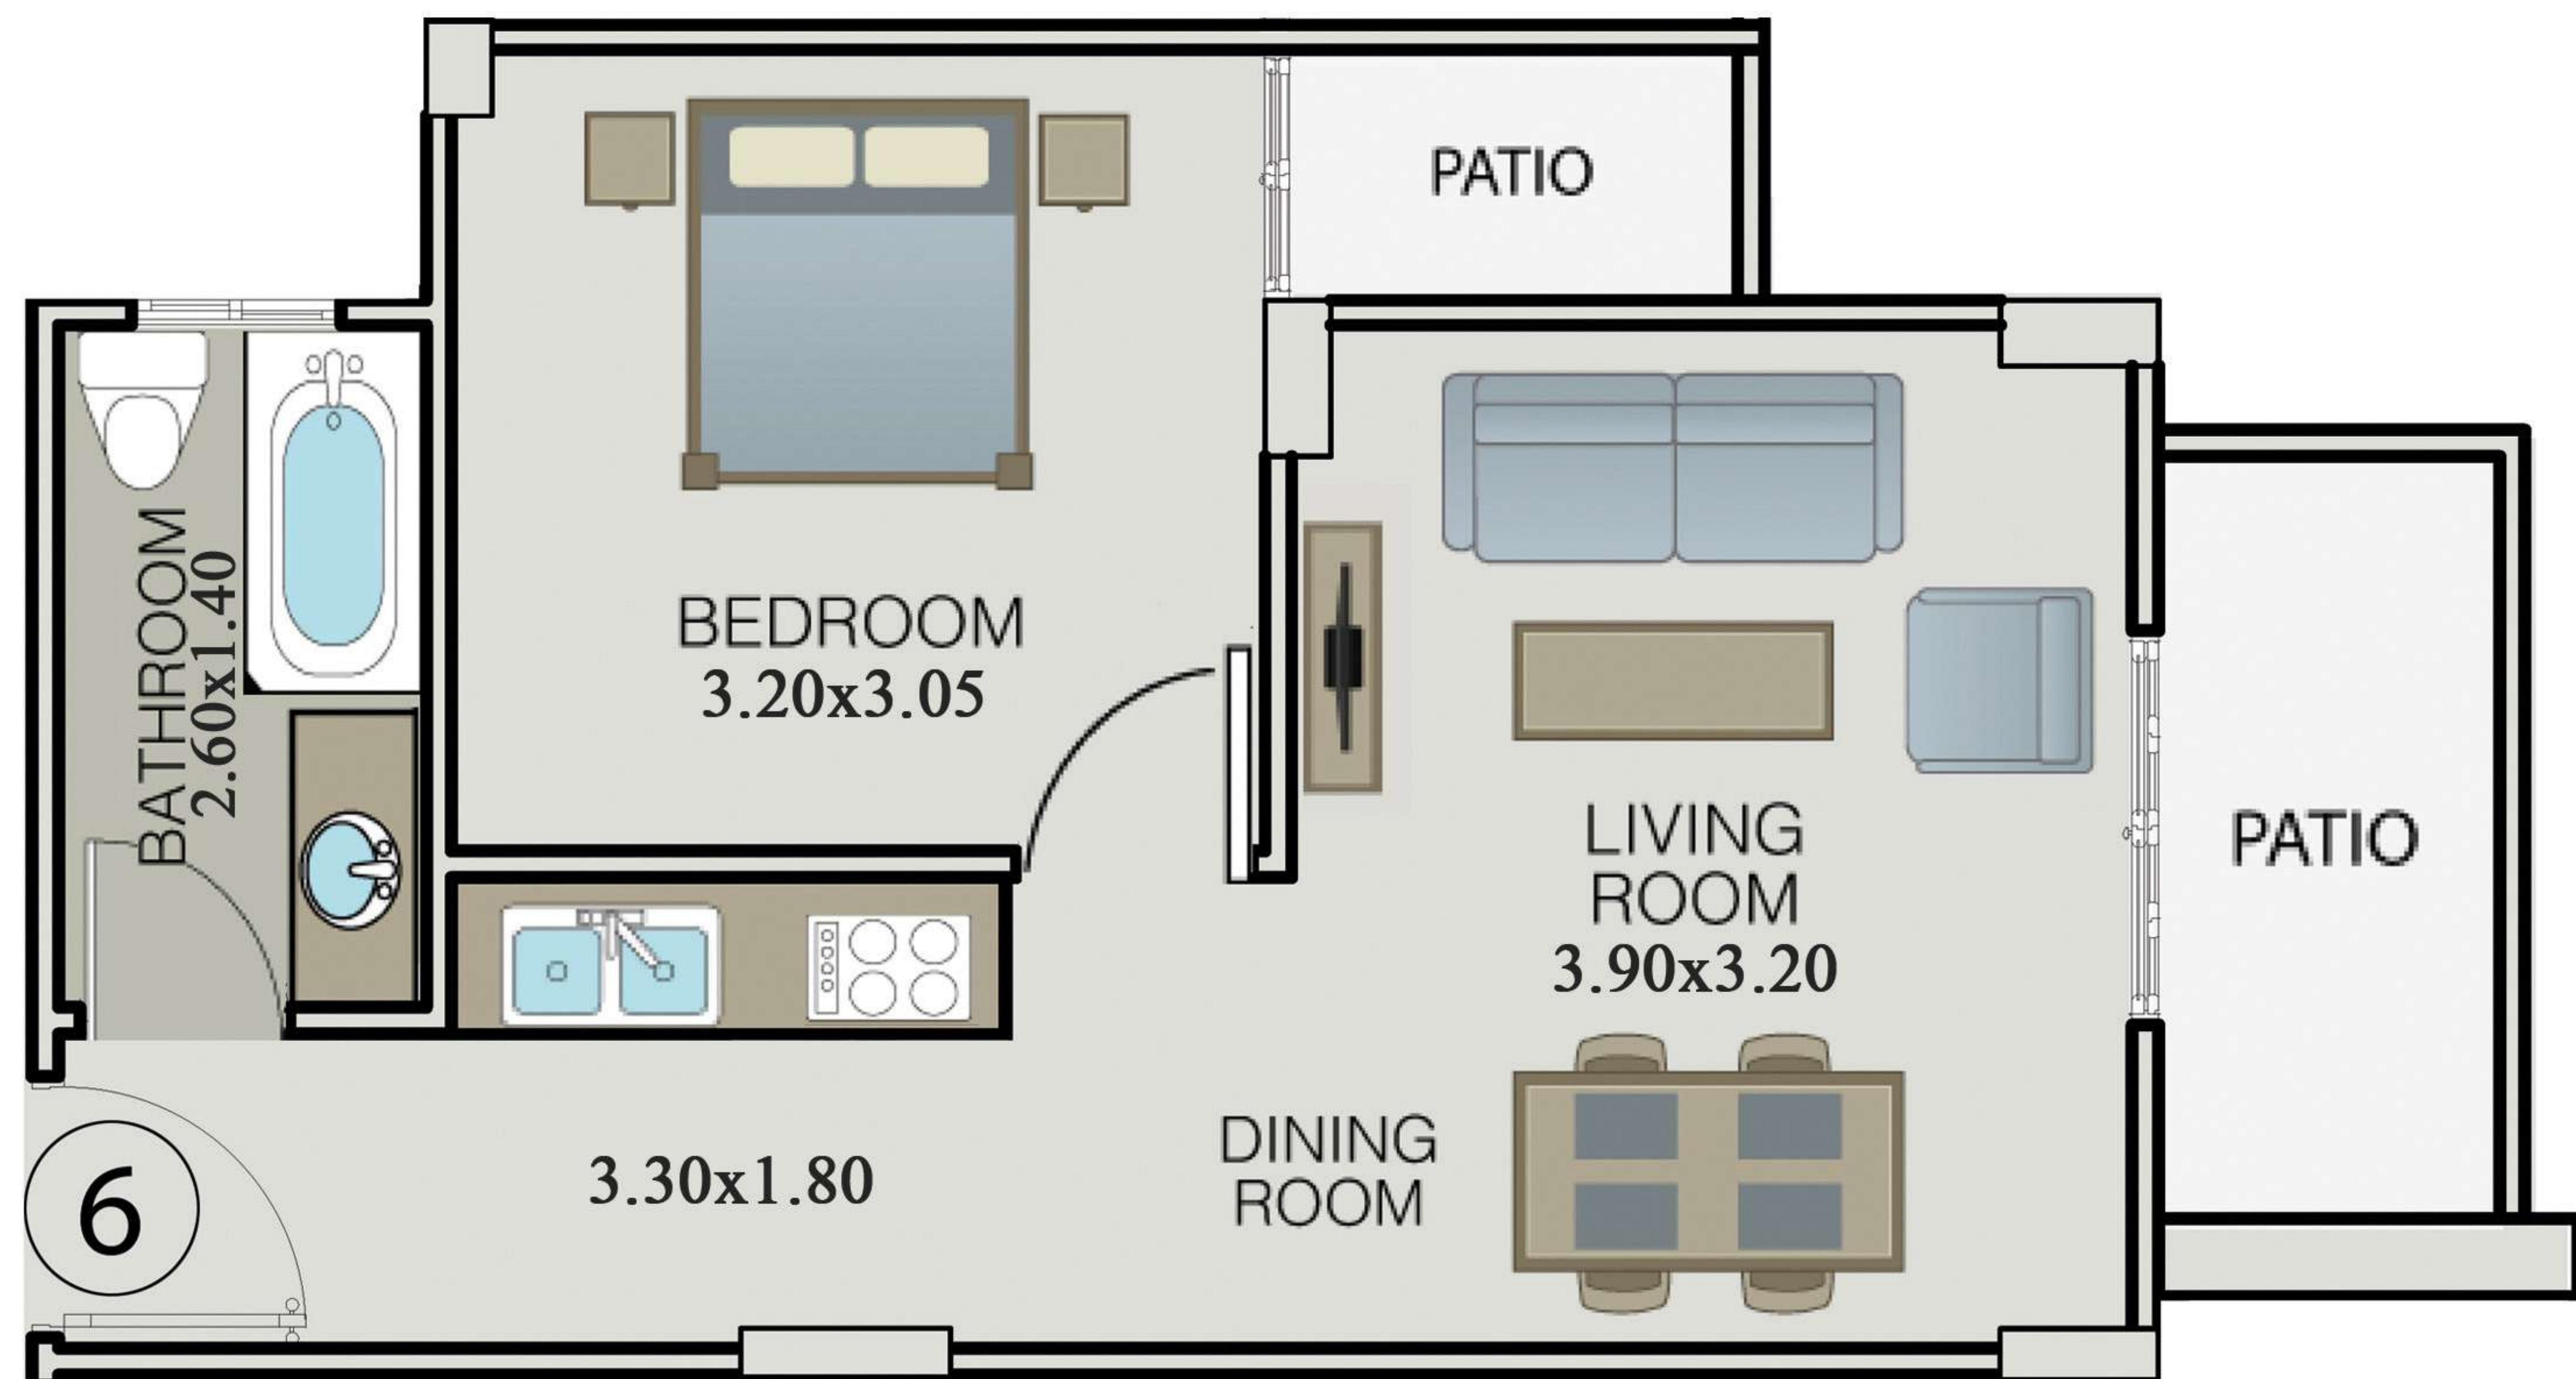 PATIO
BEDROOM
3.20x3.05
BATHROOM
2.60x1.40
LIVING
ROOM
3.90x3.20
PATIO
DINING
ROOM
3.30x1.80
6